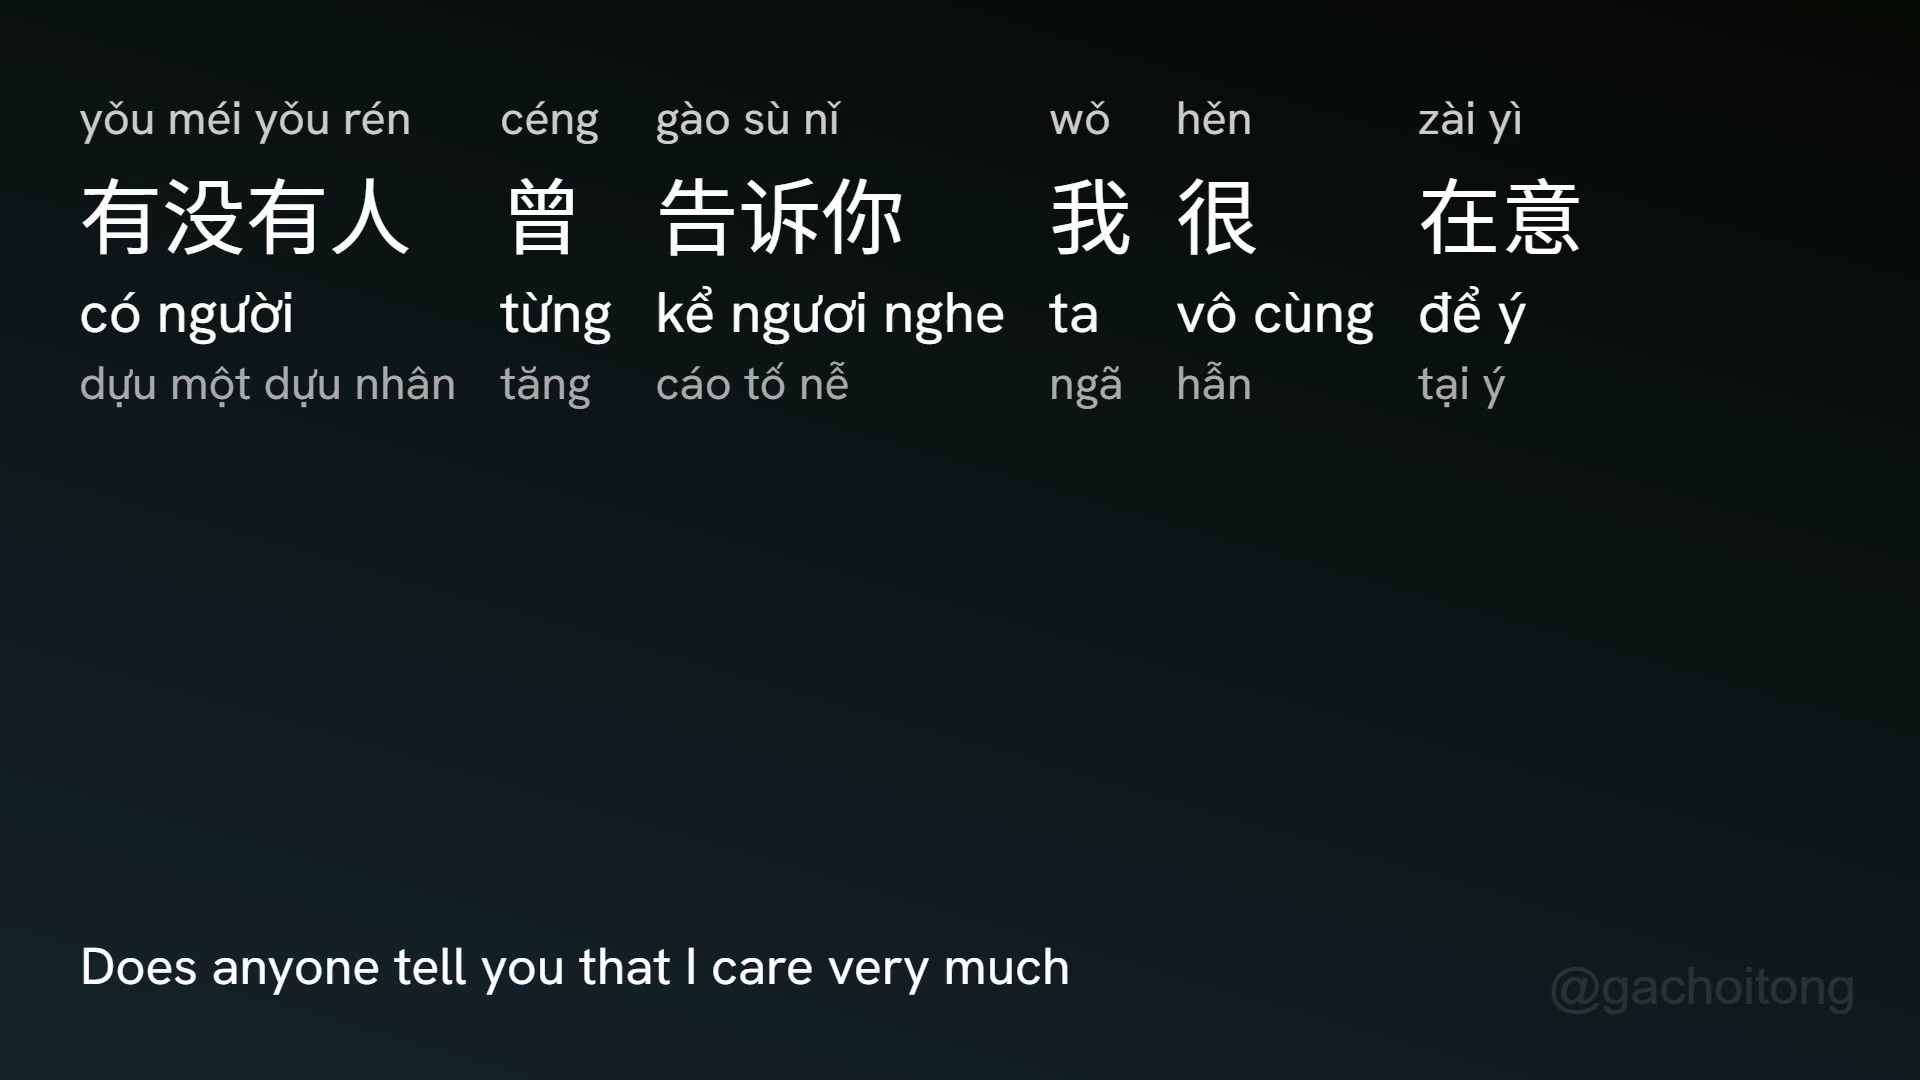 yǒu méi yǒu rén céng gào sù nǐ wǒ hěn zài yì
有没有人 曾 告诉你 我 很 在意
có người từng kể ngươi nghe ta vô cùng để ý
dựu một dựu nhân tăng cáo tố nễ ngã hẫn tại ý
Does anyone tell you that I care very much
@gachoitong